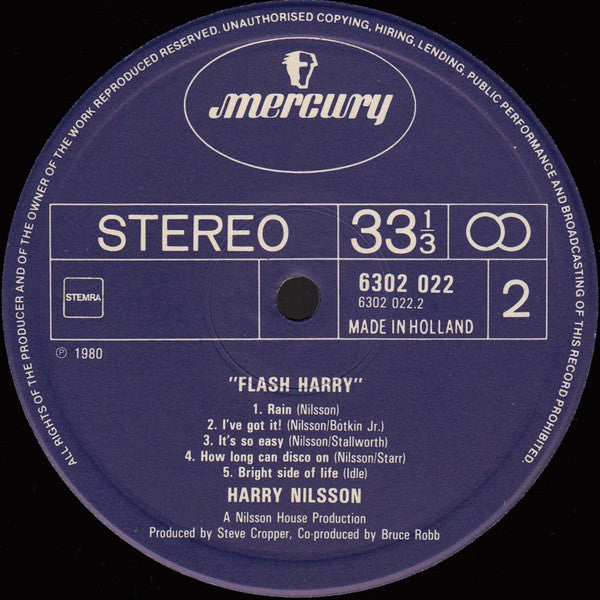 ALL RIGHTS OF THE PRODUCER AND OF THE OWNER OF THE WORK REPRODUCED RESERVED. UNAUTHORISED COPYING, HIRING, LENDING, PUBLIC PERFORMANCE AND BROADCASTING OF THIS RECORD PROHIBITED.
mercury
STEREO
33 1/3
STEMRA
6302 022
6302 022.2
MADE IN HOLLAND
2
℗ 1980
"FLASH HARRY"
1. Rain (Nilsson)
2. I've got it! (Nilsson/Botkin Jr.)
3. It's so easy (Nilsson/Stallworth)
4. How long can disco on (Nilsson/Starr)
5. Bright side of life (Idle)
HARRY NILSSON
A Nilsson House Production
Produced by Steve Cropper, Co-produced by Bruce Robb